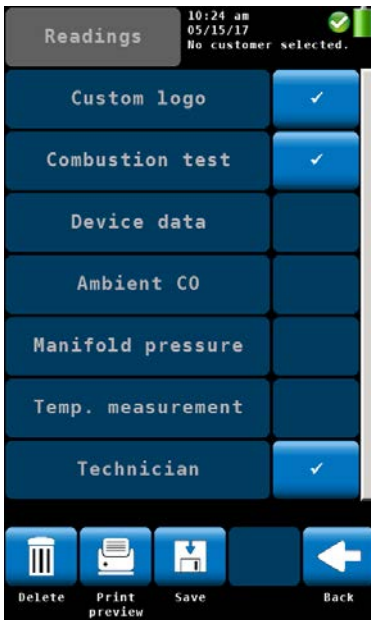 Readings
10:24 am
05/15/17
No customer selected.
Custom logo
Combustion test
Device data
Ambient CO
Manifold pressure
Temp. measurement
Technician
Delete
Print
preview
Save
Back